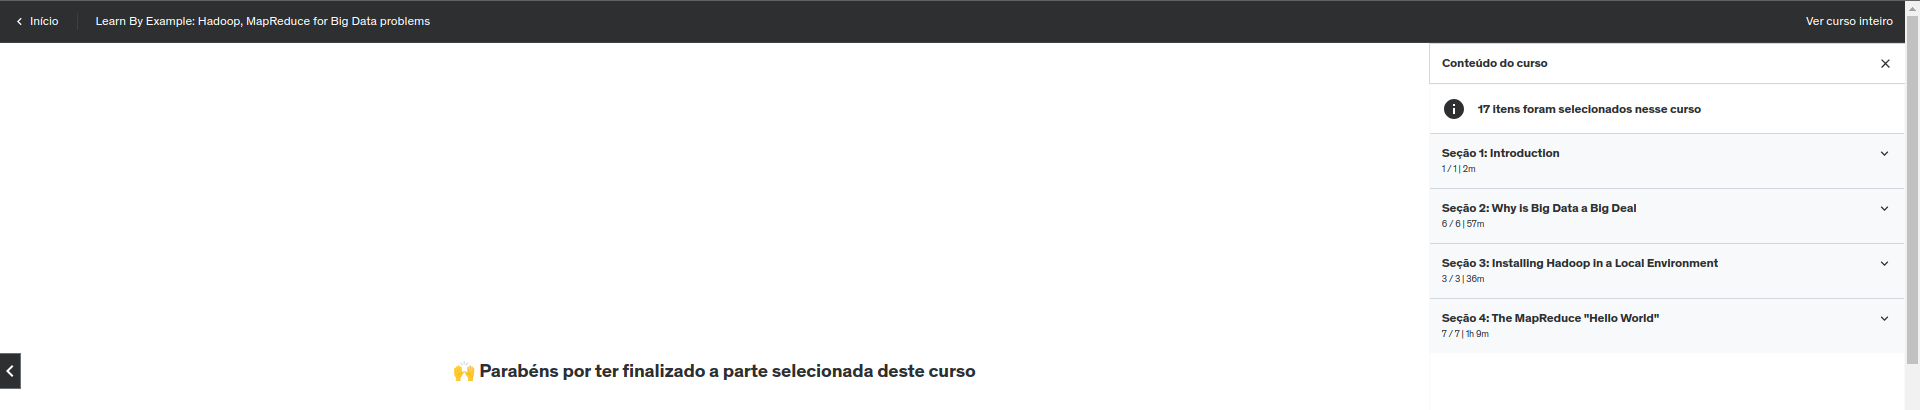 Início
Learn By Example: Hadoop, MapReduce for Big Data problems
Ver curso inteiro
Conteúdo do curso
17 itens foram selecionados nesse curso
Seção 1: Introduction
1 / 1 | 2m
Seção 2: Why is Big Data a Big Deal
6 / 6 | 57m
Seção 3: Installing Hadoop in a Local Environment
3 / 3 | 36m
Seção 4: The MapReduce "Hello World"
7 / 7 | 1h 9m
🙌 Parabéns por ter finalizado a parte selecionada deste curso